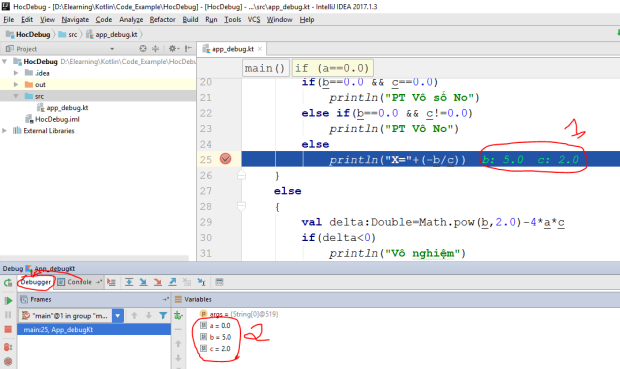 HocDebug - [D:\Elearning\Kotlin\Code_Example\HocDebug] - [HocDebug] - ...\src\app_debug.kt - IntelliJ IDEA 2017.1.3
File Edit View Navigate Code Analyze Refactor Build Run Tools VCS Window Help
HocDebug src app_debug.kt
Project
app_debug.kt
HocDebug (D:\Elearning\Kotlin\Code_Example\HocDebu
.idea
out
src
app_debug.kt
HocDebug.iml
External Libraries
main() if (a==0.0)
20 if(b==0.0 && c==0.0)
21 println("PT Vô số No")
22 else if(b==0.0 && c!=0.0)
23 println("PT Vô No")
24 else
25 println("X="+(-b/c)) b: 5.0 c: 2.0
1
26 }
27 else
28 {
29 val delta:Double=Math.pow(b,2.0)-4*a*c
30 if(delta<0)
31 println("Vô nghiệm")
Debug App_debugKt
Debugger Console
Frames
Variables
"main"@1 in group "m...
main:25, App_debugKt
args = {String[0]@519}
a = 0.0
b = 5.0
c = 2.0
2